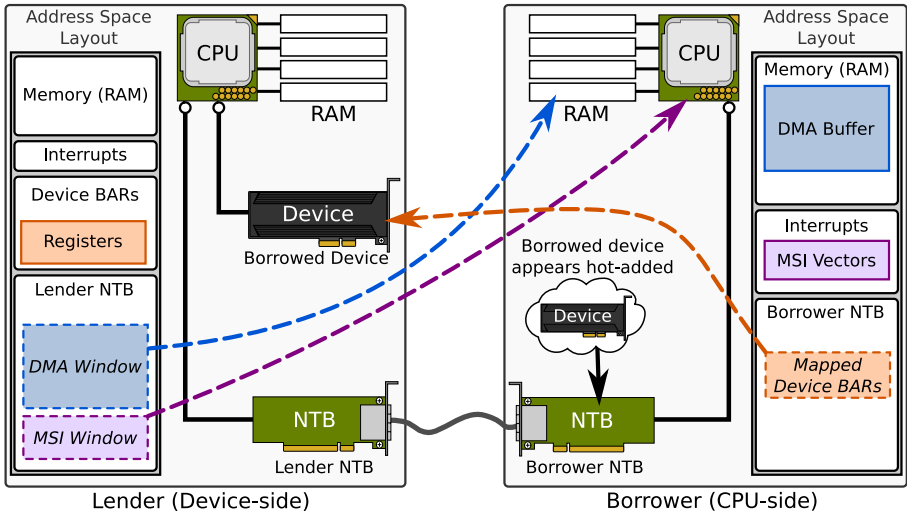 Address Space
Layout
Memory (RAM)
Interrupts
Device BARs
Registers
Lender NTB
DMA Window
MSI Window
CPU
RAM
Device
Borrowed Device
NTB
Lender NTB
Lender (Device-side)
RAM
CPU
Borrowed device
appears hot-added
Device
NTB
Borrower NTB
Address Space
Layout
Memory (RAM)
DMA Buffer
Interrupts
MSI Vectors
Borrower NTB
Mapped
Device BARs
Borrower (CPU-side)